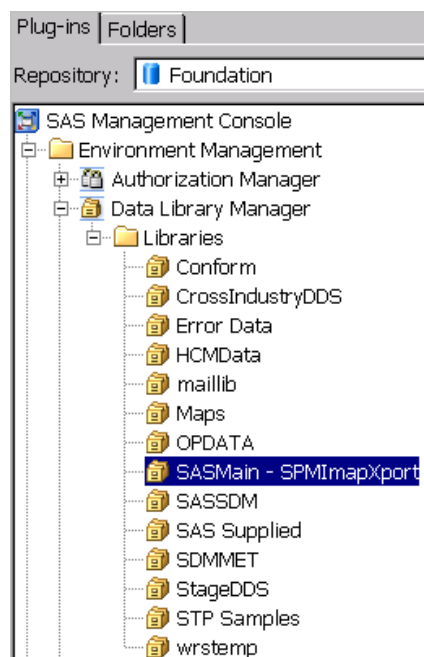 Plug-ins Folders
Repository: Foundation
SAS Management Console
Environment Management
Authorization Manager
Data Library Manager
Libraries
Conform
CrossIndustryDDS
Error Data
HCMData
maillib
Maps
OPDATA
SASMain - SPMImapXport
SASSDM
SAS Supplied
SDMMET
StageDDS
STP Samples
wrstemp